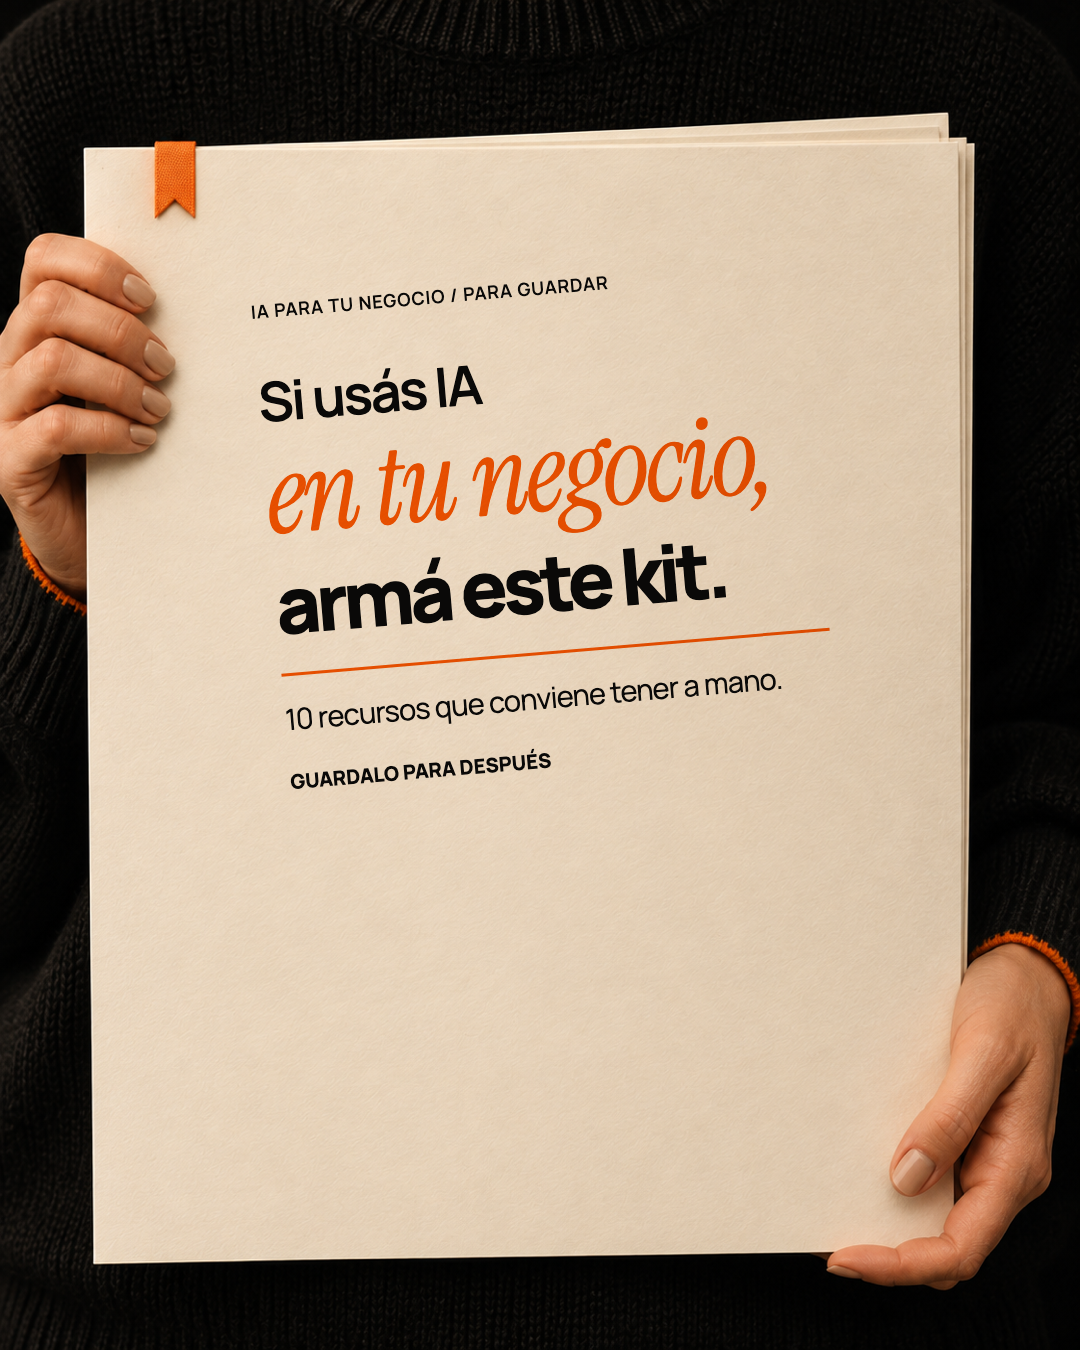 IA PARA TU NEGOCIO / PARA GUARDAR
Si usás IA
en tu negocio,
armá este kit.
10 recursos que conviene tener a mano.
GUARDALO PARA DESPUÉS